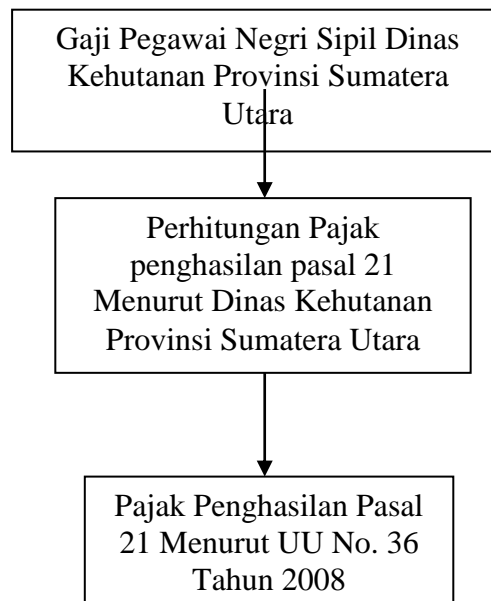 Gaji Pegawai Negri Sipil Dinas
Kehutanan Provinsi Sumatera
Utara
Perhitungan Pajak
penghasilan pasal 21
Menurut Dinas Kehutanan
Provinsi Sumatera Utara
Pajak Penghasilan Pasal
21 Menurut UU No. 36
Tahun 2008